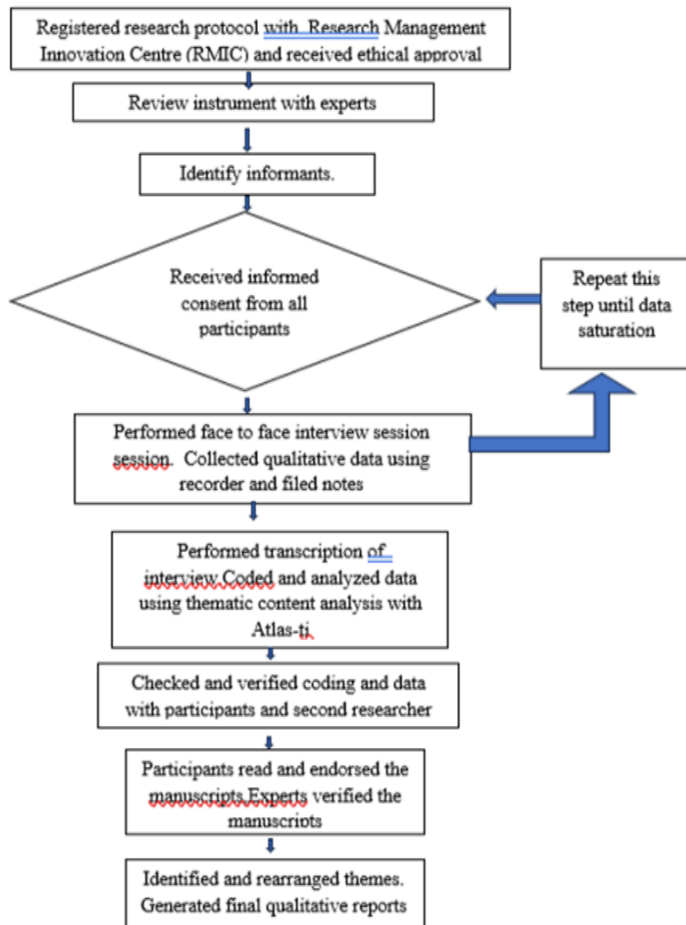 Registered research protocol with Research Management
Innovation Centre (RMIC) and received ethical approval
Review instrument with experts
Identify informants.
Received informed
consent from all
participants
Repeat this
step until data
saturation
Performed face to face interview session
session. Collected qualitative data using
recorder and filed notes
Performed transcription of
interview.Coded and analyzed data
using thematic content analysis with
Atlas-ti
Checked and verified coding and data
with participants and second researcher
Participants read and endorsed the
manuscripts.Experts verified the
manuscripts
Identified and rearranged themes.
Generated final qualitative reports